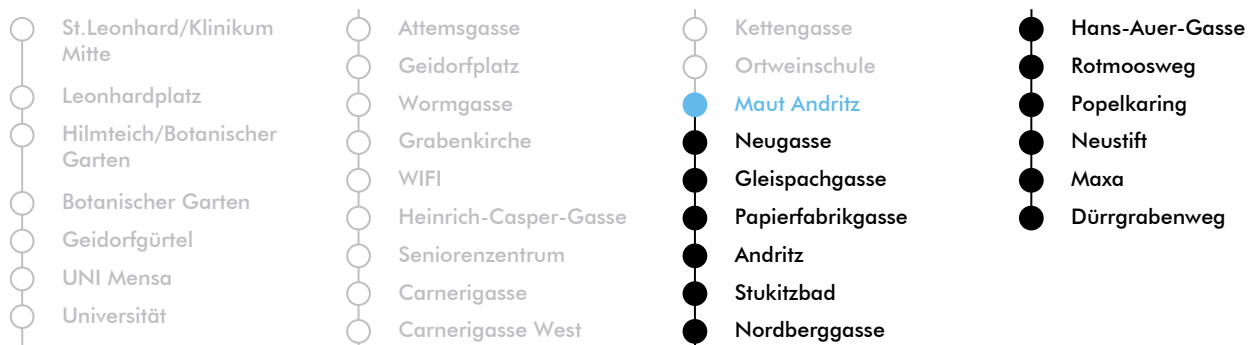 St.Leonhard/Klinikum
Mitte
Leonhardplatz
Hilmteich/Botanischer
Garten
Botanischer Garten
Geidorfgürtel
UNI Mensa
Universität
Attemsgasse
Geidorfplatz
Wormgasse
Grabenkirche
WIFI
Heinrich-Casper-Gasse
Seniorenzentrum
Carnerigasse
Carnerigasse West
Kettengasse
Ortweinschule
Maut Andritz
Neugasse
Gleispachgasse
Papierfabrikgasse
Andritz
Stukitzbad
Nordberggasse
Hans-Auer-Gasse
Rotmoosweg
Popelkaring
Neustift
Maxa
Dürrgrabenweg